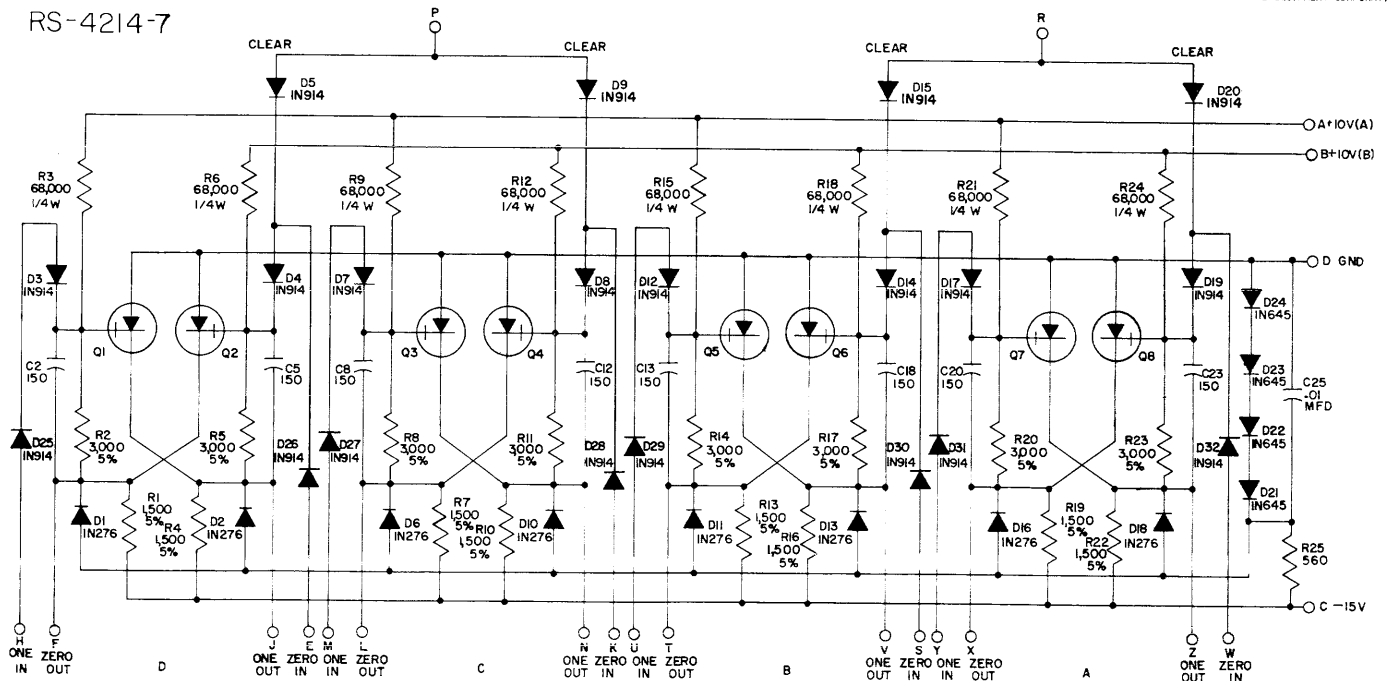 RS-4214-7
P
R
CLEAR
CLEAR
CLEAR
CLEAR
D5
IN914
D9
IN914
D15
IN914
D20
IN914
A+10V(A)
B+10V(B)
R3
68,000
1/4 W
R6
68,000
1/4 W
R9
68,000
1/4 W
R12
68,000
1/4 W
R15
68,000
1/4 W
R18
68,000
1/4 W
R21
68,000
1/4 W
R24
68,000
1/4 W
D GND
D3
IN914
D4
IN914
D7
IN914
D8
IN914
D12
IN914
D14
IN914
D17
IN914
D19
IN914
D24
IN645
Q1
Q2
Q3
Q4
Q5
Q6
Q7
Q8
C2
150
C5
150
C8
150
C12
150
C13
150
C18
150
C20
150
C23
150
D23
IN645
C25
.01
MFD
D25
IN914
R2
3,000
5%
R5
3,000
5%
D26
IN914
D27
IN914
R8
3,000
5%
R11
3,000
5%
D28
IN914
D29
IN914
R14
3,000
5%
R17
3,000
5%
D30
IN914
D31
IN914
R20
3,000
5%
R23
3,000
5%
D32
IN914
D22
IN645
D21
IN645
D1
IN276
R1
1,500
5%
R4
1,500
5%
D2
IN276
D6
IN276
R7
1,500
5%
R10
1,500
5%
D10
IN276
D11
IN276
R13
1,500
5%
R16
1,500
5%
D13
IN276
D16
IN276
R19
1,500
5%
R22
1,500
5%
D18
IN276
R25
560
C -15V
H ONE IN
F ZERO OUT
D
J ONE OUT
E ZERO IN
M ONE IN
L ZERO OUT
C
N ONE OUT
K ZERO IN
U ONE IN
T ZERO OUT
B
V ONE OUT
S ZERO IN
Y ONE IN
X ZERO OUT
A
Z ONE OUT
W ZERO IN